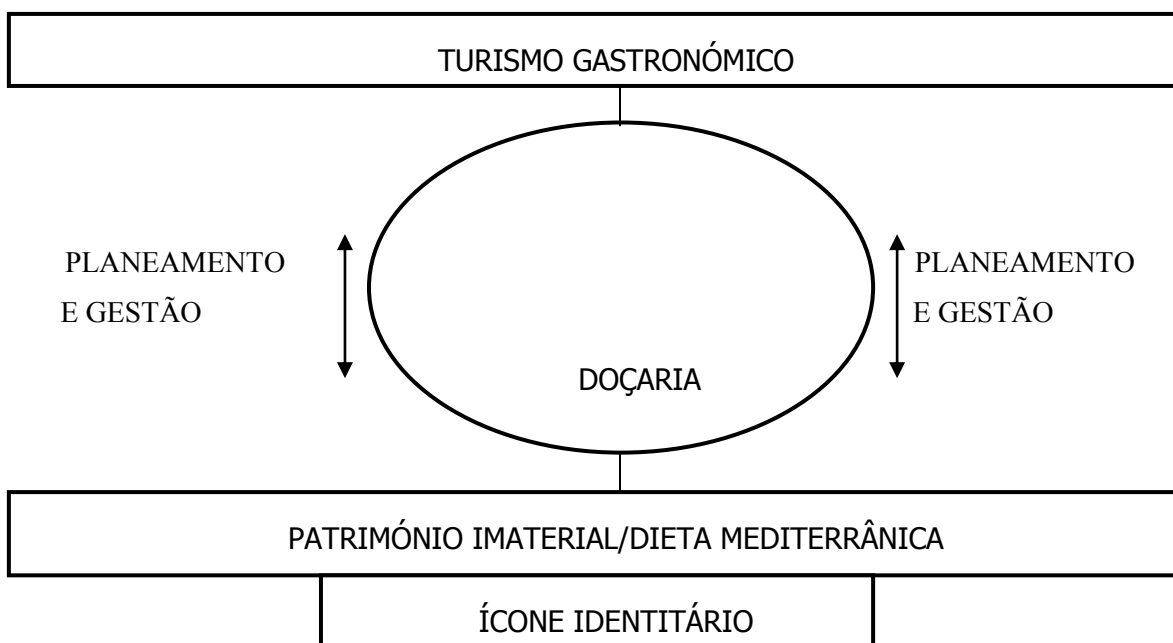 TURISMO GASTRONÓMICO
PLANEAMENTO
E GESTÃO
PLANEAMENTO
E GESTÃO
DOÇARIA
PATRIMÓNIO IMATERIAL/DIETA MEDITERRÂNICA
ÍCONE IDENTITÁRIO